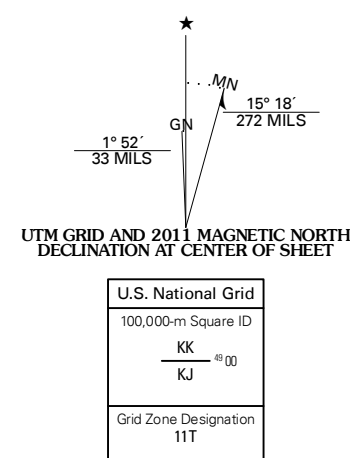 ★
MN
GN
15° 18´
272 MILS
1° 52´
33 MILS
UTM GRID AND 2011 MAGNETIC NORTH
DECLINATION AT CENTER OF SHEET
U.S. National Grid
100,000-m Square ID
KK
49 00
KJ
Grid Zone Designation
11T